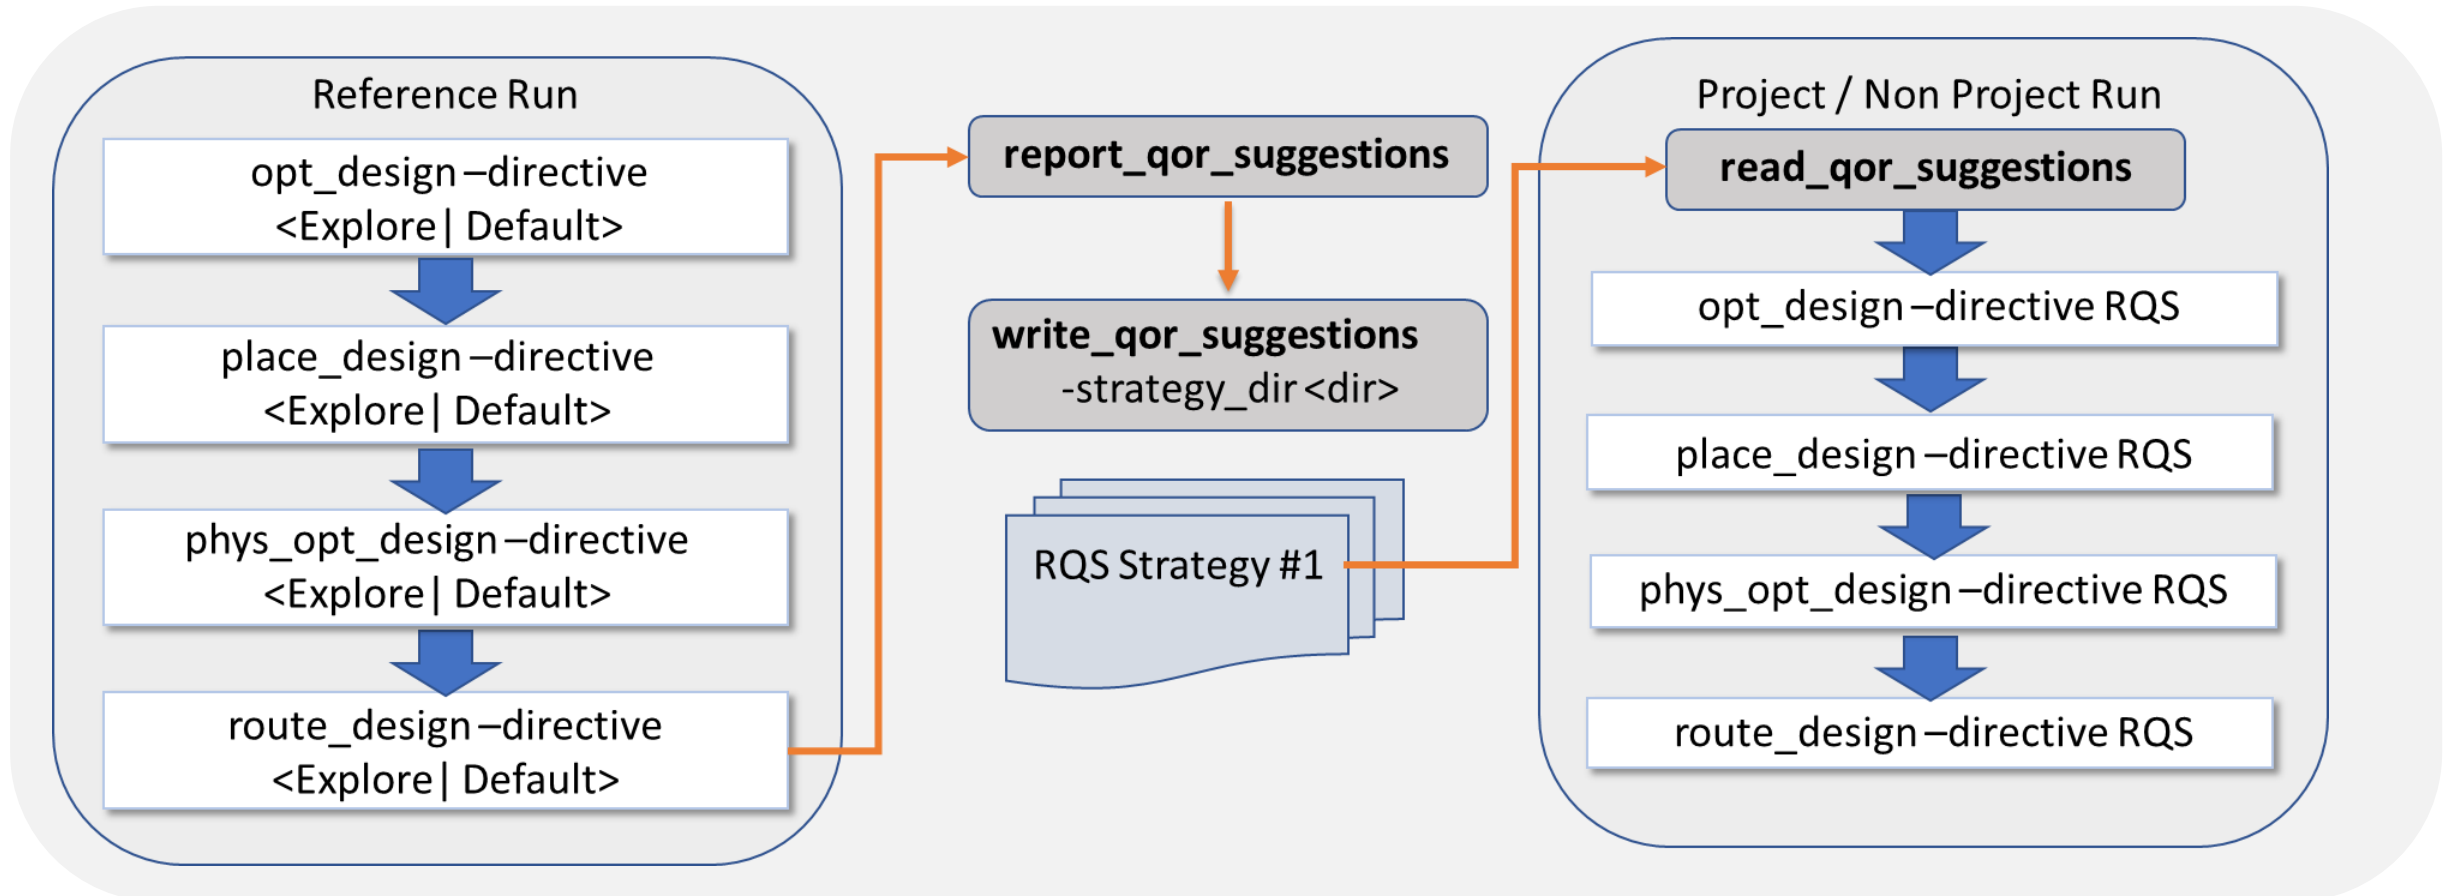 Reference Run
opt_design –directive
<Explore| Default>
place_design –directive
<Explore| Default>
phys_opt_design –directive
<Explore| Default>
route_design –directive
<Explore| Default>
report_qor_suggestions
write_qor_suggestions
-strategy_dir <dir>
RQS Strategy #1
Project / Non Project Run
read_qor_suggestions
opt_design –directive RQS
place_design –directive RQS
phys_opt_design –directive RQS
route_design –directive RQS